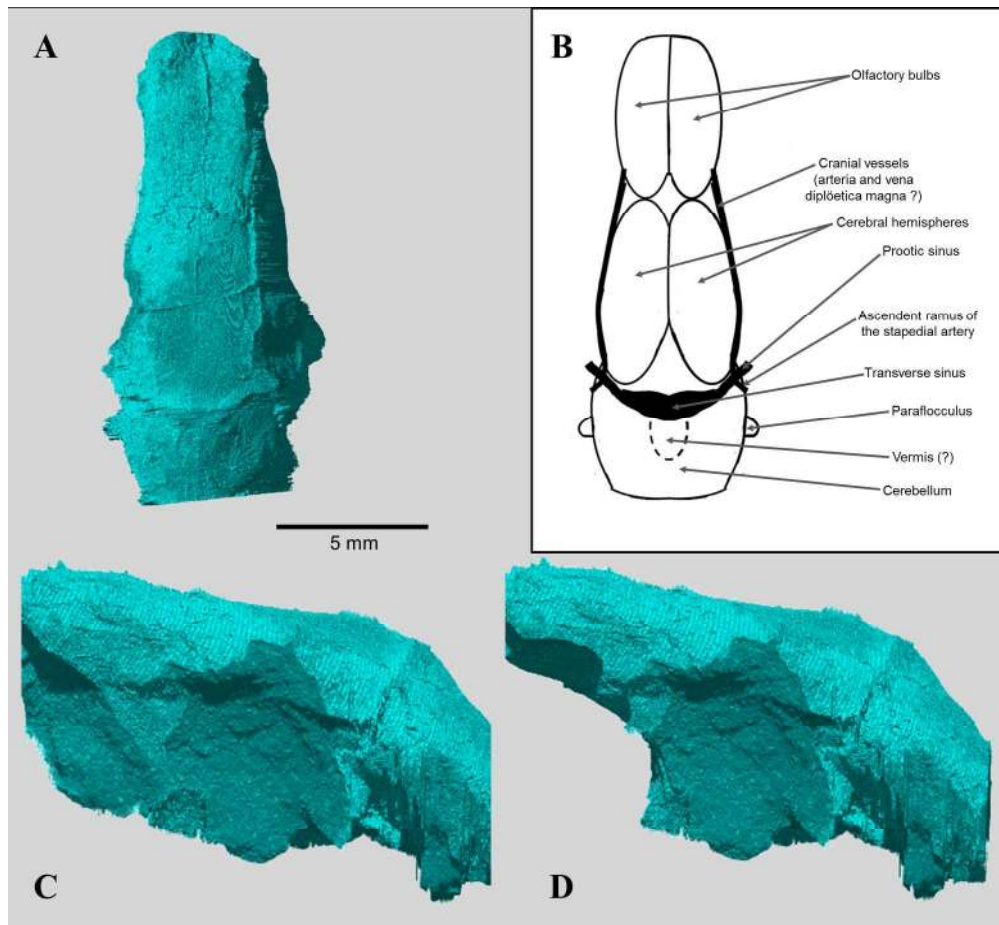 A
B
Olfactory bulbs
Cranial vessels
(arteria and vena
diplöetica magna ?)
Cerebral hemispheres
Prootic sinus
Ascendent ramus of
the stapedial artery
Transverse sinus
Paraflocculus
Vermis (?)
Cerebellum
5 mm
C
D